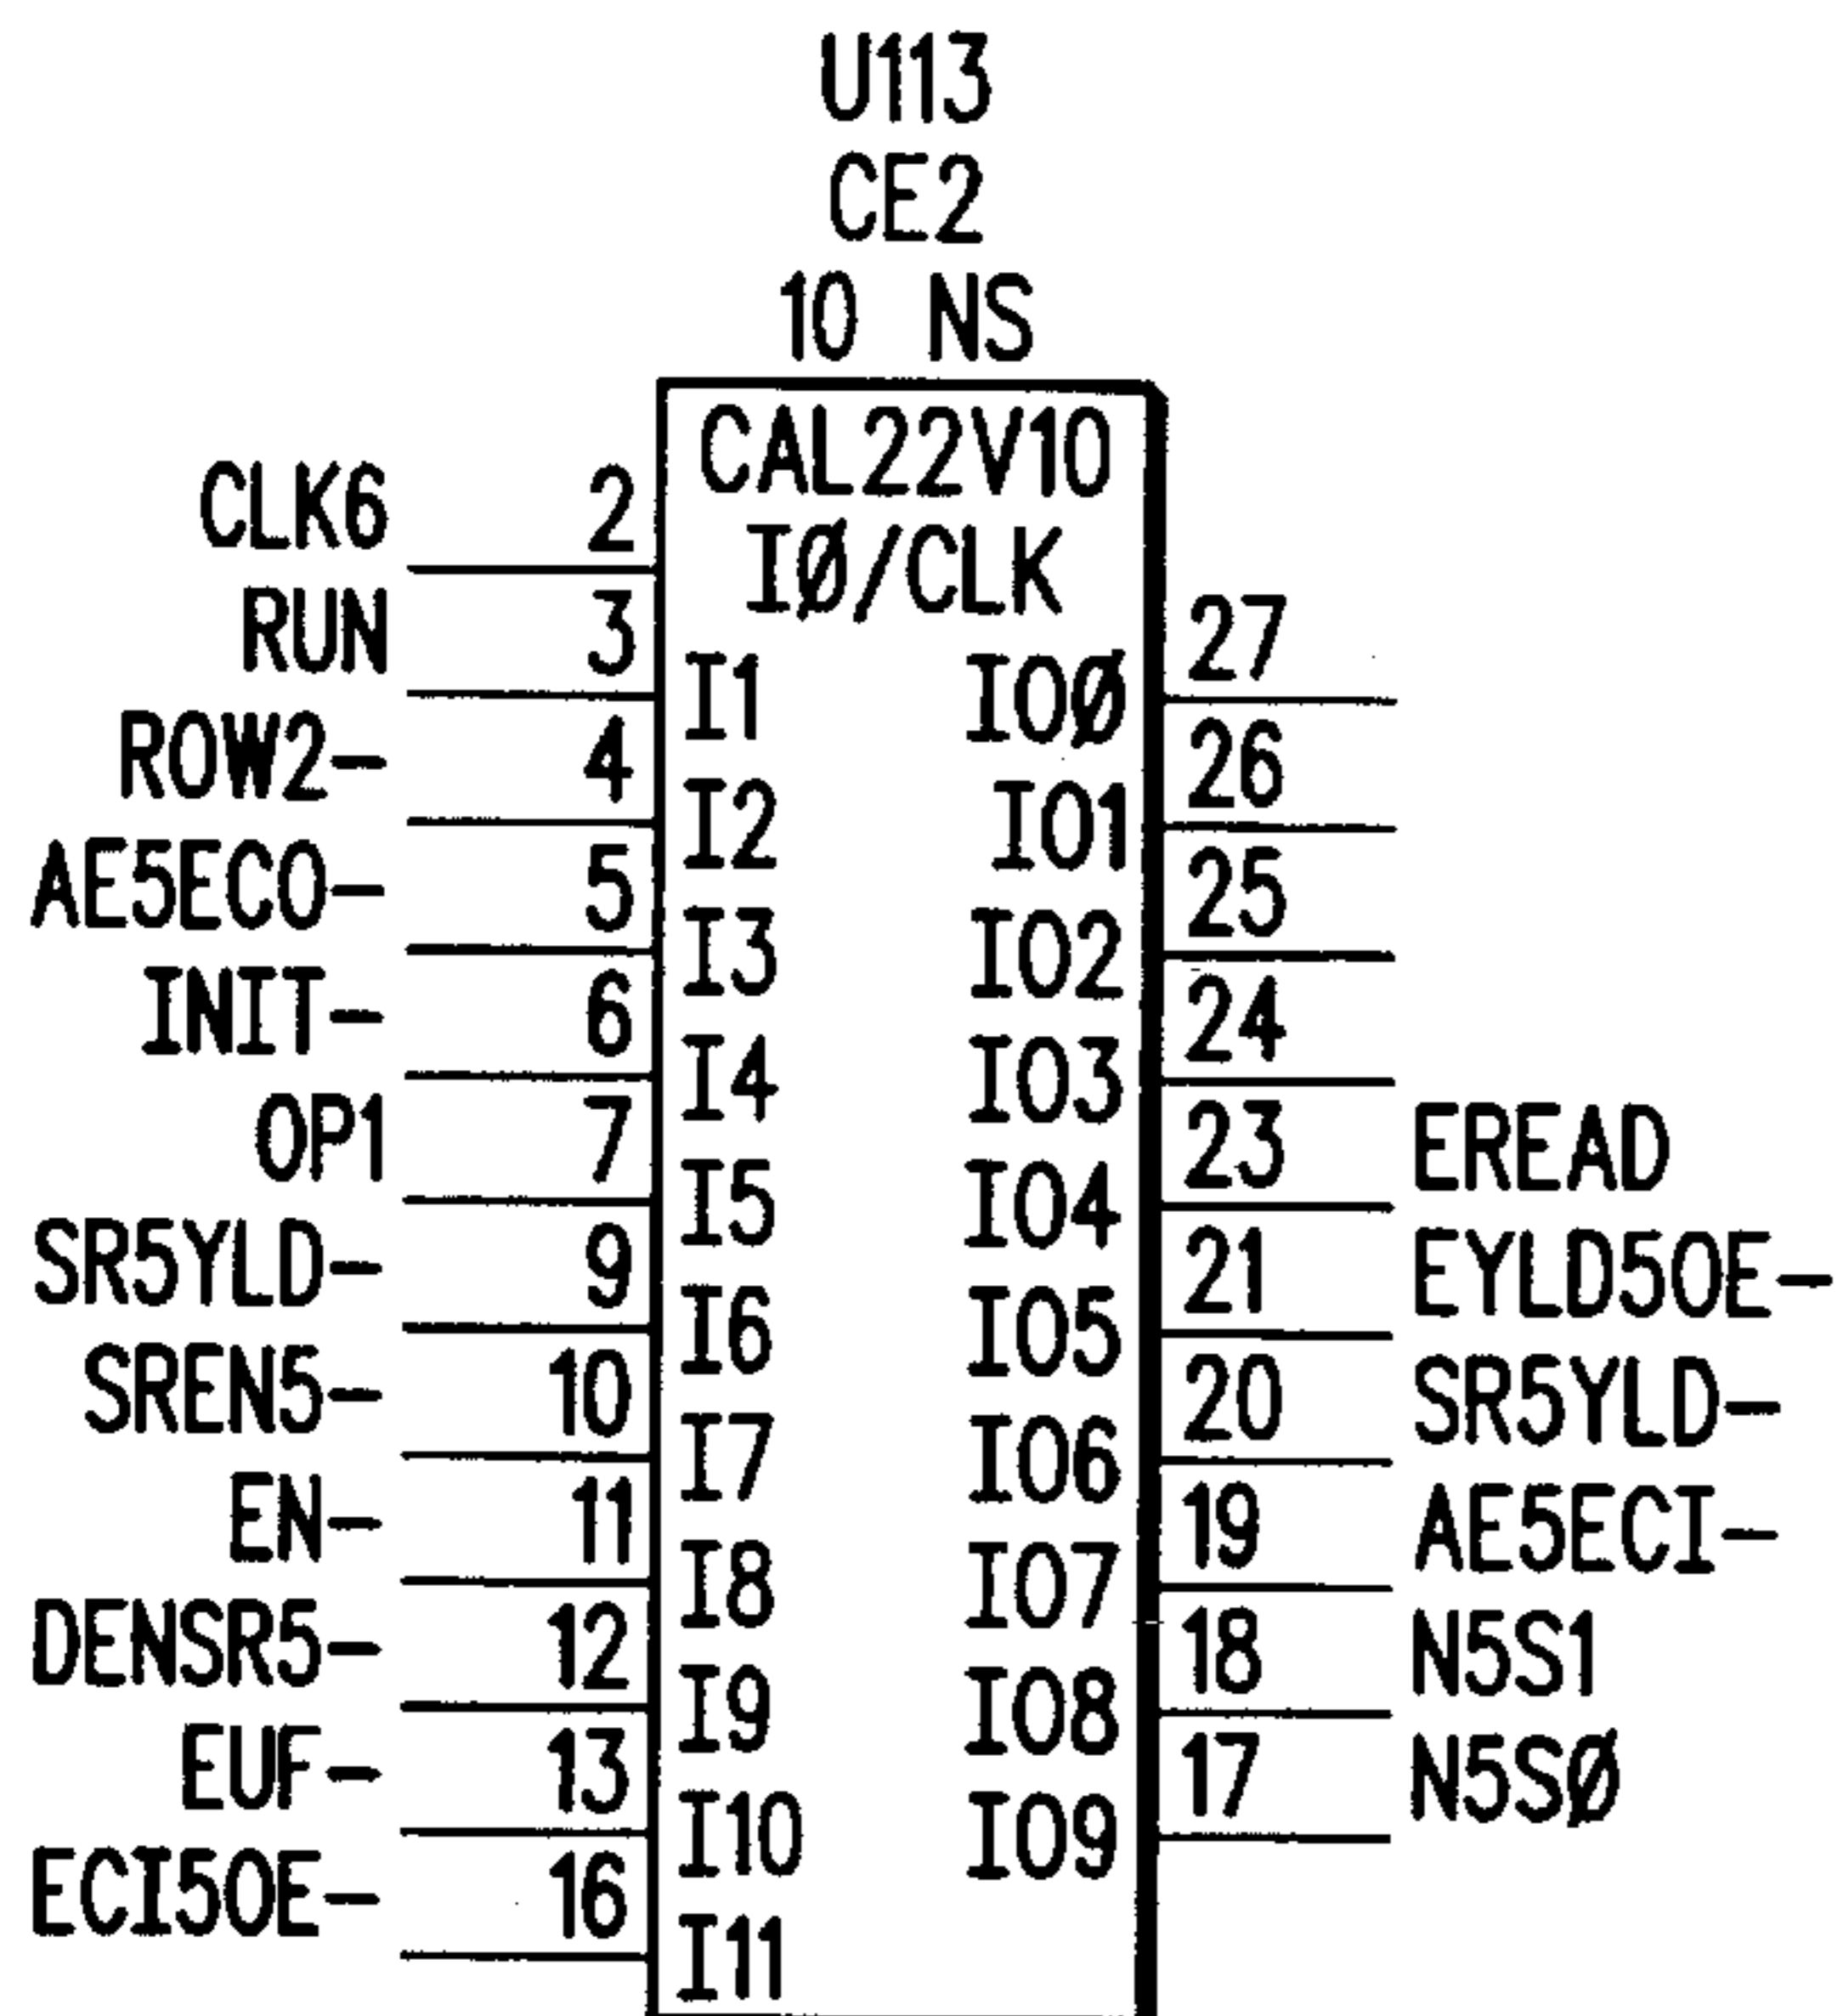 U113
CE2
10 NS
CAL22V10
CLK6 2 IØ/CLK
RUN 3 I1 IOØ 27
ROW2- 4 I2 IO1 26
AE5ECO- 5 I3 IO2 25
INIT- 6 I4 IO3 24
OP1 7 I5 IO4 23 EREAD
SR5YLD- 9 I6 IO5 21 EYLD5OE-
SREN5- 10 I7 IO6 20 SR5YLD-
EN- 11 I8 IO7 19 AE5ECI-
DENSR5- 12 I9 IO8 18 N5S1
EUF- 13 I10 IO9 17 N5SØ
ECI5OE- 16 I11